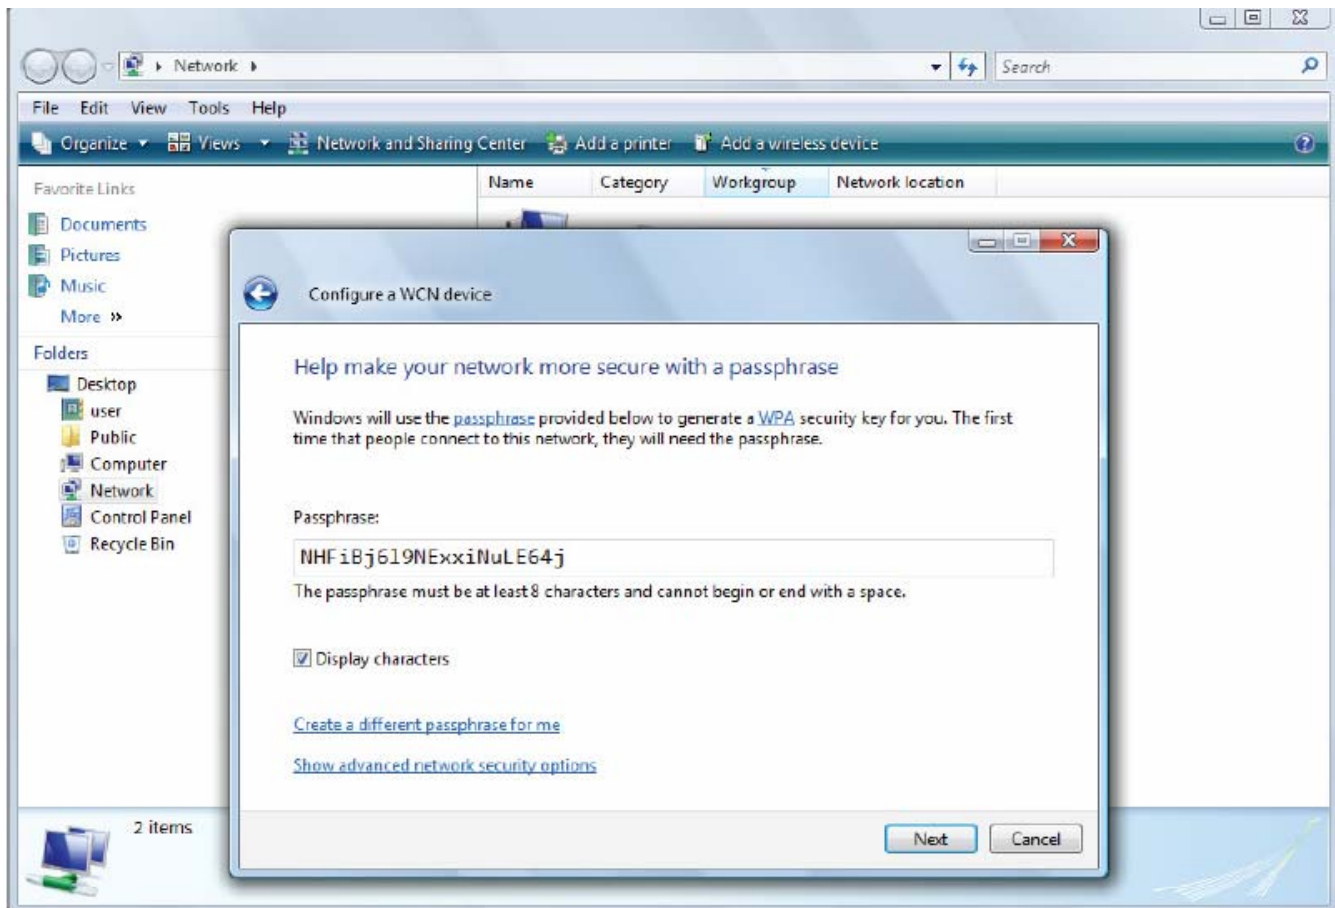 Network
Search
File Edit View Tools Help
Organize Views Network and Sharing Center Add a printer Add a wireless device
Favorite Links
Name Category Workgroup Network location
Documents
Pictures
Music
More »
Folders
Desktop
user
Public
Computer
Network
Control Panel
Recycle Bin
Configure a WCN device
Help make your network more secure with a passphrase
Windows will use the passphrase provided below to generate a WPA security key for you. The first
time that people connect to this network, they will need the passphrase.
Passphrase:
NHFiBj6l9NExxiNuLE64j
The passphrase must be at least 8 characters and cannot begin or end with a space.
Display characters
Create a different passphrase for me
Show advanced network security options
Next Cancel
2 items